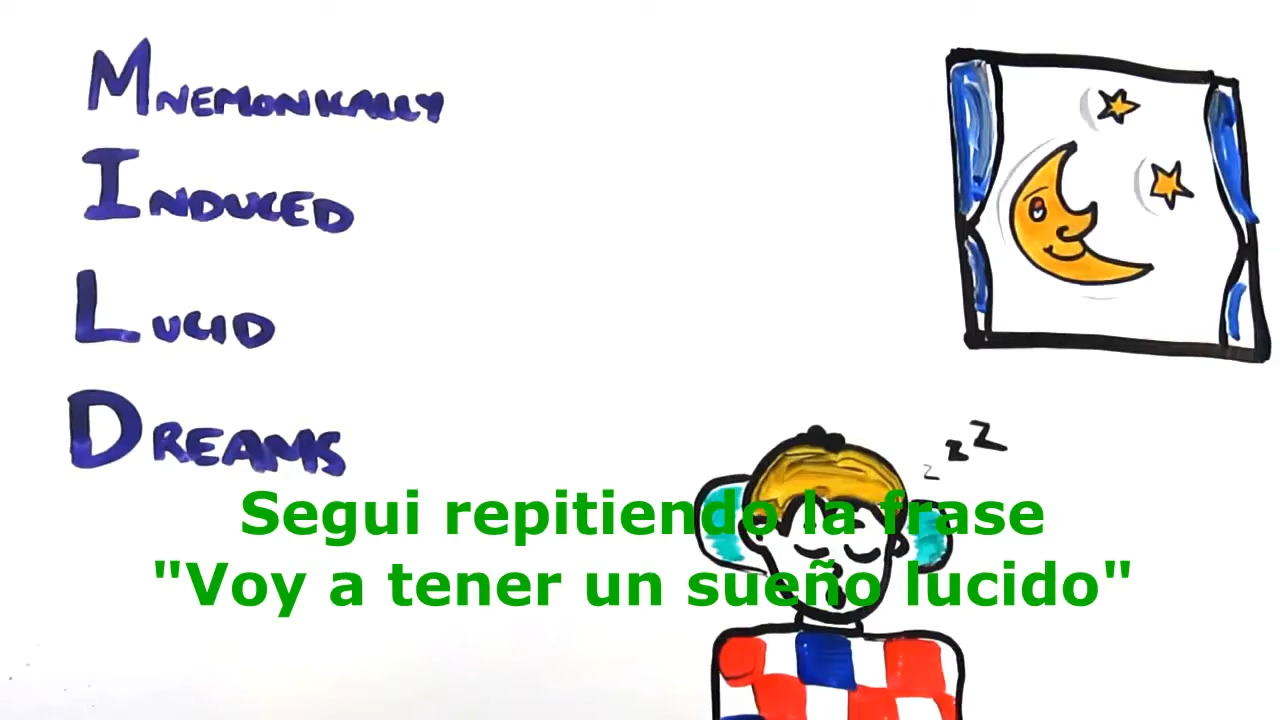 MNEMONICALLY
INDUCED
LUCID
DREAMS
z z Z
Segui repitiendo la frase
"Voy a tener un sueño lucido"